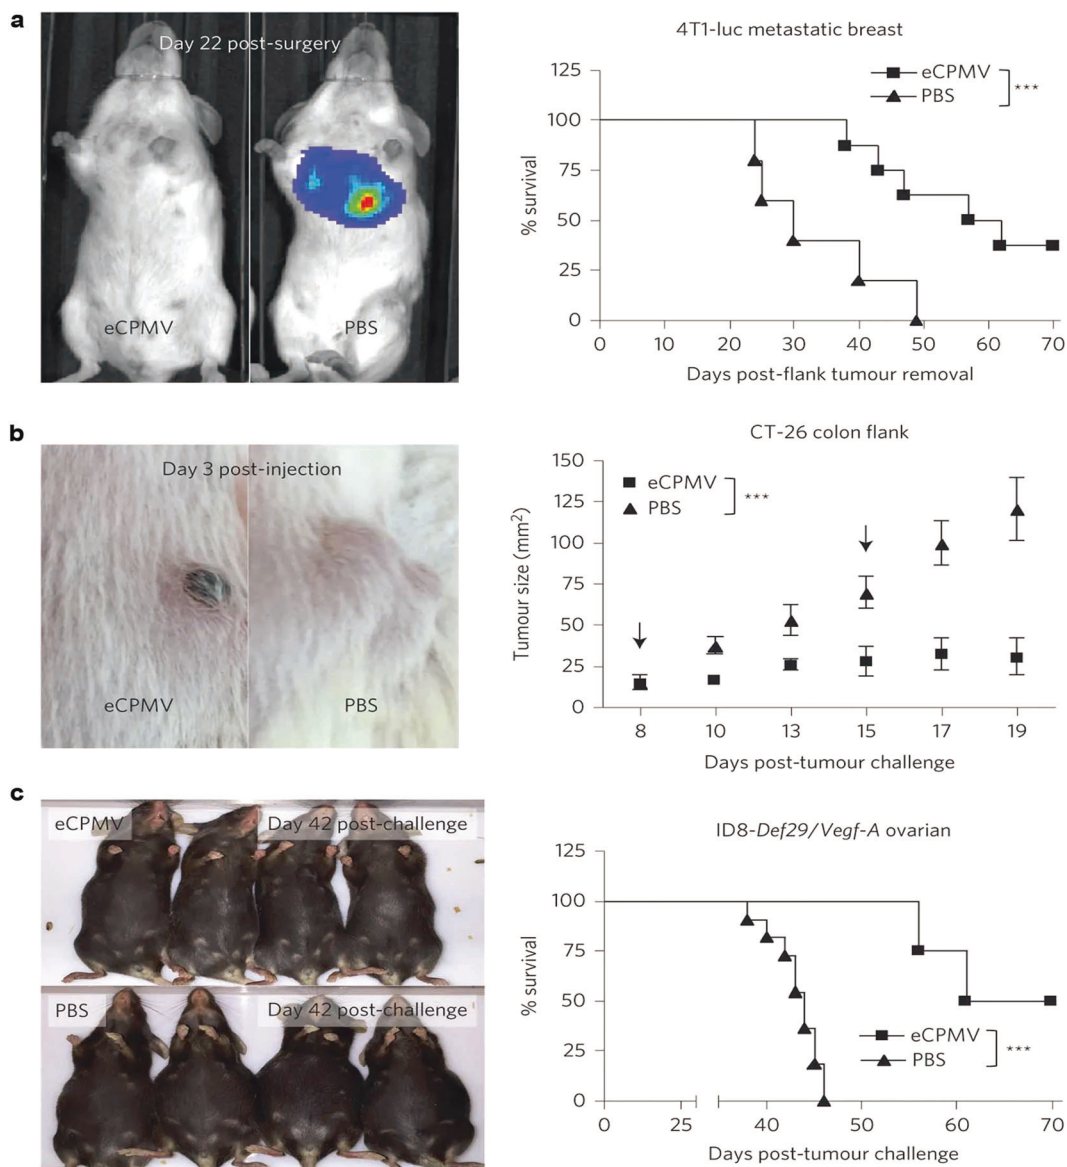 a
Day 22 post-surgery
eCPMV
PBS
4T1-luc metastatic breast
eCPMV
PBS
***
% survival
125
100
75
50
25
0
0 10 20 30 40 50 60 70
Days post-flank tumour removal
b
Day 3 post-injection
eCPMV
PBS
CT-26 colon flank
eCPMV
PBS
***
Tumour size (mm²)
150
125
100
75
50
25
0
8 10 13 15 17 19
Days post-tumour challenge
c
eCPMV
Day 42 post-challenge
PBS
Day 42 post-challenge
ID8-Def29/Vegf-A ovarian
% survival
125
100
75
50
25
0
eCPMV
PBS
***
0 25 40 50 60 70
Days post-tumour challenge